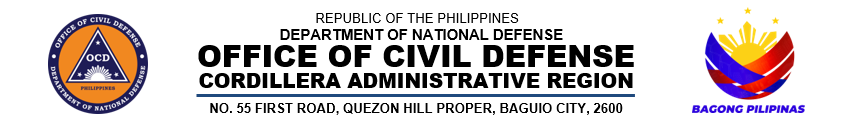 OFFICE OF CIVIL DEFENSE
OCD
PHILIPPINES
DEPARTMENT OF NATIONAL DEFENSE
REPUBLIC OF THE PHILIPPINES
DEPARTMENT OF NATIONAL DEFENSE
OFFICE OF CIVIL DEFENSE
CORDILLERA ADMINISTRATIVE REGION
NO. 55 FIRST ROAD, QUEZON HILL PROPER, BAGUIO CITY, 2600
BAGONG PILIPINAS